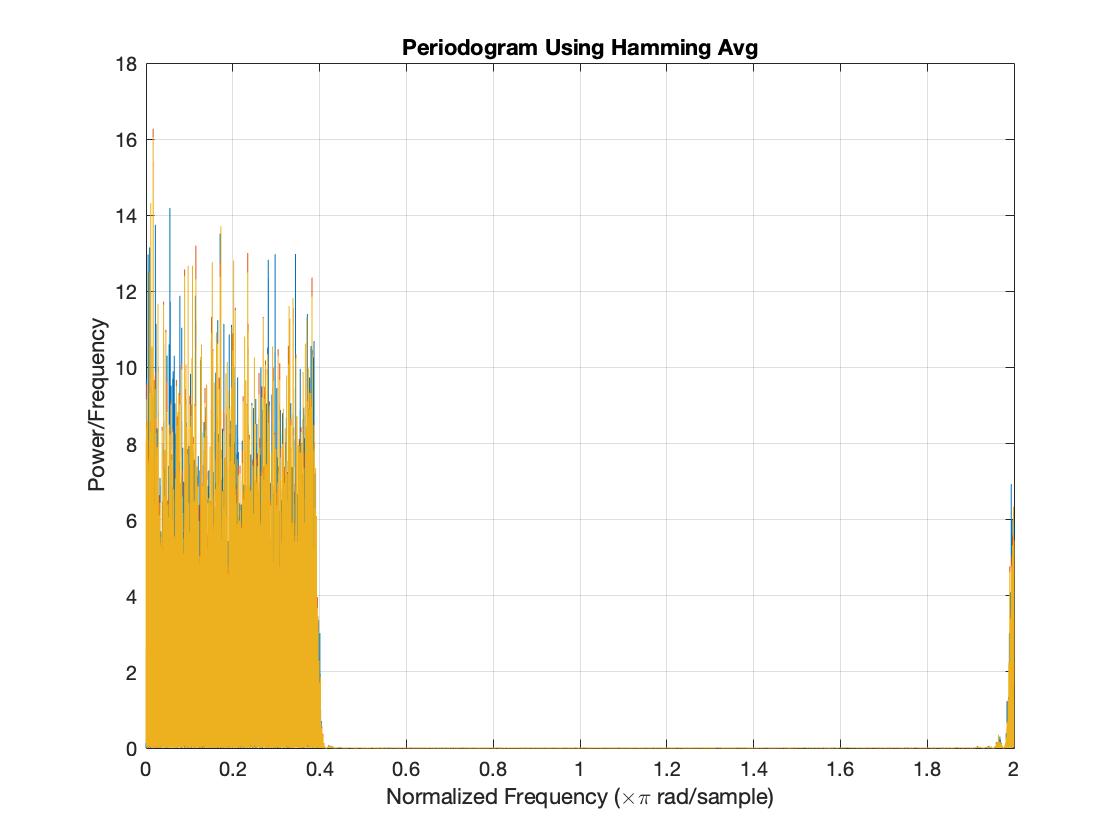 Periodogram Using Hamming Avg
18
16
14
12
10
8
6
4
2
0
Power/Frequency
0 0.2 0.4 0.6 0.8 1 1.2 1.4 1.6 1.8 2
Normalized Frequency (×π rad/sample)